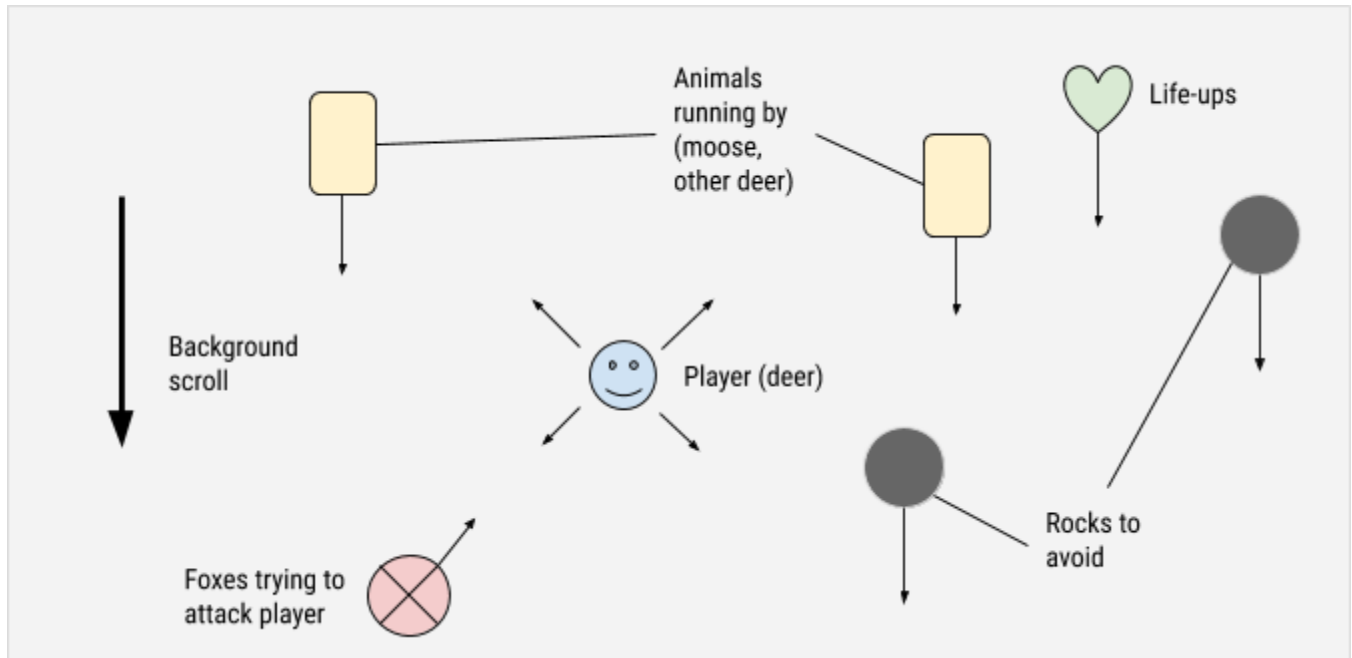 Animals
running by
(moose,
other deer)
Life-ups
Background
scroll
Player (deer)
Rocks to
avoid
Foxes trying to
attack player